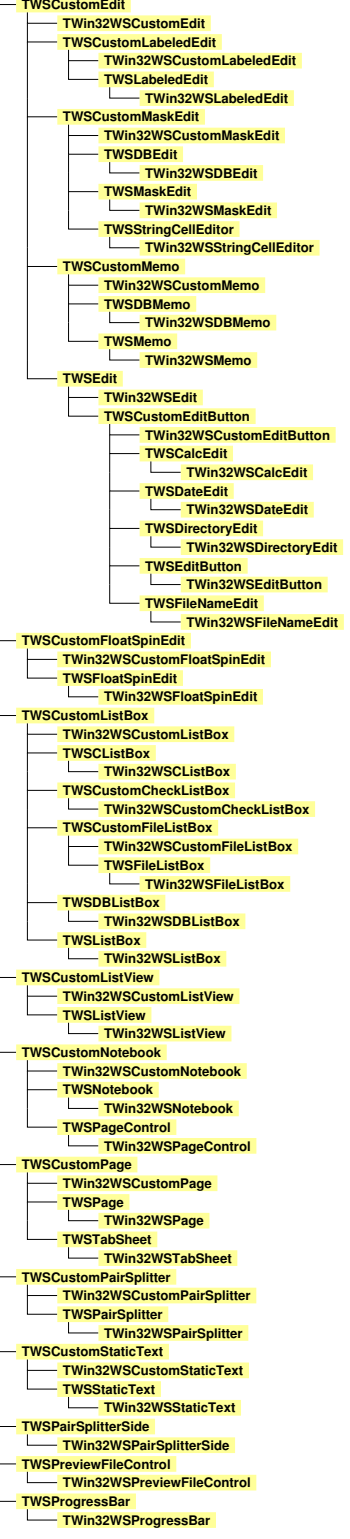 TWSCustomEdit
TWin32WSCustomEdit
TWSCustomLabeledEdit
TWin32WSCustomLabeledEdit
TWSLabeledEdit
TWin32WSLabeledEdit
TWSCustomMaskEdit
TWin32WSCustomMaskEdit
TWSDBEdit
TWin32WSDBEdit
TWSMaskEdit
TWin32WSMaskEdit
TWSStringCellEditor
TWin32WSStringCellEditor
TWSCustomMemo
TWin32WSCustomMemo
TWSDBMemo
TWin32WSDBMemo
TWSMemo
TWin32WSMemo
TWSEdit
TWin32WSEdit
TWSCustomEditButton
TWin32WSCustomEditButton
TWSCalcEdit
TWin32WSCalcEdit
TWSDateEdit
TWin32WSDateEdit
TWSDirectoryEdit
TWin32WSDirectoryEdit
TWSEditButton
TWin32WSEditButton
TWSFileNameEdit
TWin32WSFileNameEdit
TWSCustomFloatSpinEdit
TWin32WSCustomFloatSpinEdit
TWSFloatSpinEdit
TWin32WSFloatSpinEdit
TWSCustomListBox
TWin32WSCustomListBox
TWSCListBox
TWin32WSCListBox
TWSCustomCheckListBox
TWin32WSCustomCheckListBox
TWSCustomFileListBox
TWin32WSCustomFileListBox
TWSFileListBox
TWin32WSFileListBox
TWSDBListBox
TWin32WSDBListBox
TWSListBox
TWin32WSListBox
TWSCustomListView
TWin32WSCustomListView
TWSListView
TWin32WSListView
TWSCustomNotebook
TWin32WSCustomNotebook
TWSNotebook
TWin32WSNotebook
TWSPageControl
TWin32WSPageControl
TWSCustomPage
TWin32WSCustomPage
TWSPage
TWin32WSPage
TWSTabSheet
TWin32WSTabSheet
TWSCustomPairSplitter
TWin32WSCustomPairSplitter
TWSPairSplitter
TWin32WSPairSplitter
TWSCustomStaticText
TWin32WSCustomStaticText
TWSStaticText
TWin32WSStaticText
TWSPairSplitterSide
TWin32WSPairSplitterSide
TWSPreviewFileControl
TWin32WSPreviewFileControl
TWSProgressBar
TWin32WSProgressBar